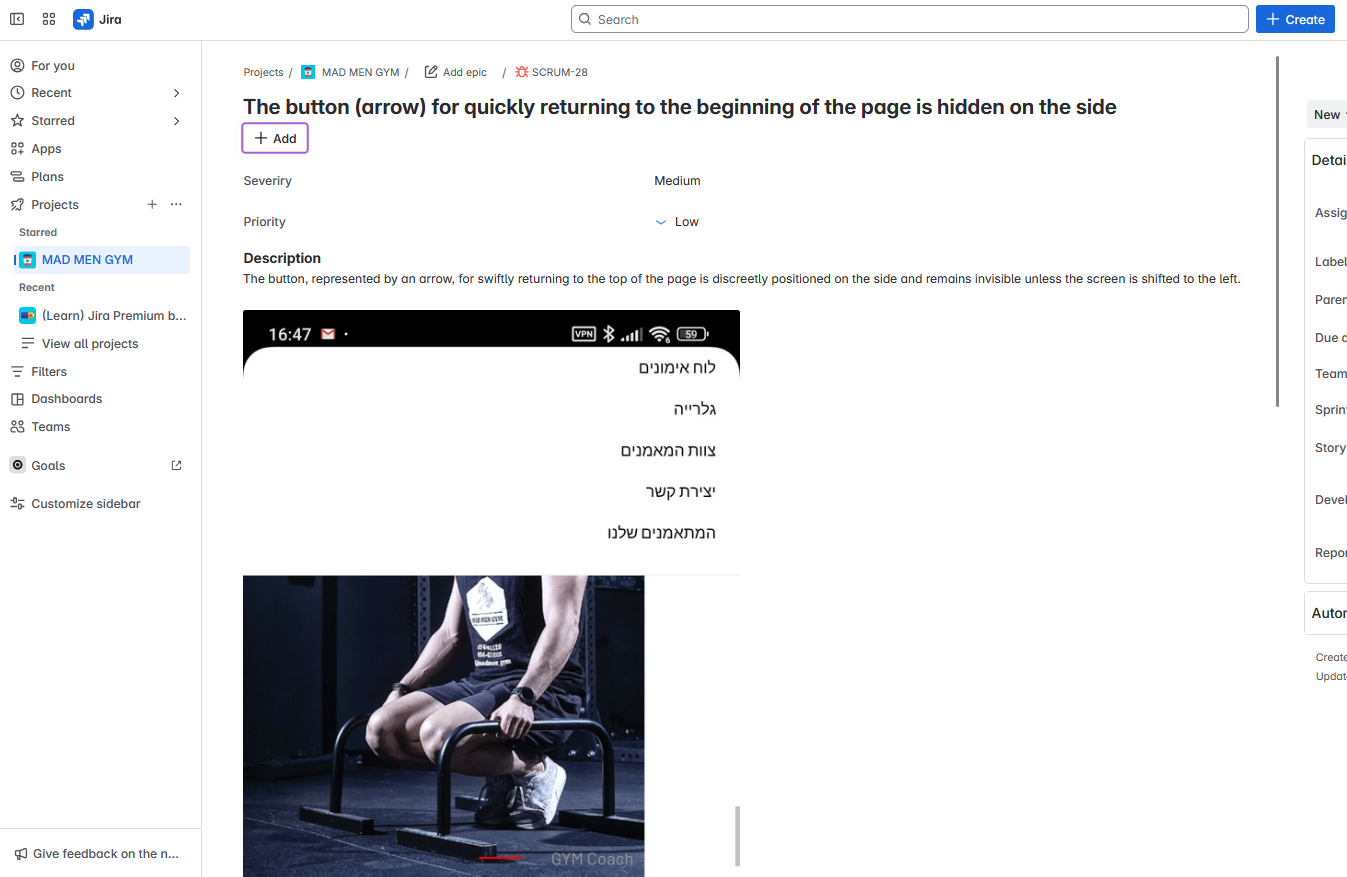 Jira
Search
Create
For you
Recent
Starred
Apps
Plans
Projects
Starred
MAD MEN GYM
Recent
(Learn) Jira Premium b...
View all projects
Filters
Dashboards
Teams
Goals
Customize sidebar
Give feedback on the n...
Projects / MAD MEN GYM / Add epic / SCRUM-28
The button (arrow) for quickly returning to the beginning of the page is hidden on the side
Add
Severiry Medium
Priority Low
Description
The button, represented by an arrow, for swiftly returning to the top of the page is discreetly positioned on the side and remains invisible unless the screen is shifted to the left.
16:47 VPN 59
לוח אימונים
גלרייה
צוות המאמנים
יצירת קשר
המתאמנים שלנו
MAD MEN GYM
GYM Coach
New
Detai
Assig
Label
Paren
Due d
Team
Sprin
Story
Devel
Repor
Autor
Create
Updat